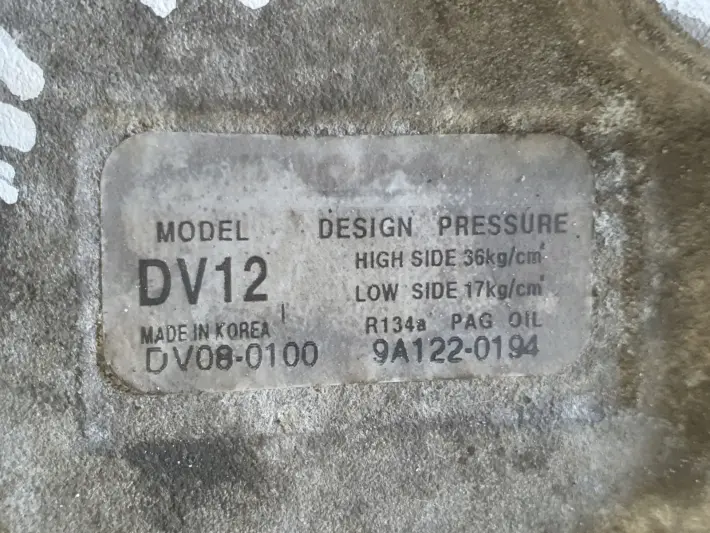 MODEL
DV12
MADE IN KOREA
DV08-0100
DESIGN PRESSURE
HIGH SIDE 36kg/cm²
LOW SIDE 17kg/cm²
R134a PAG OIL
9A122-0194